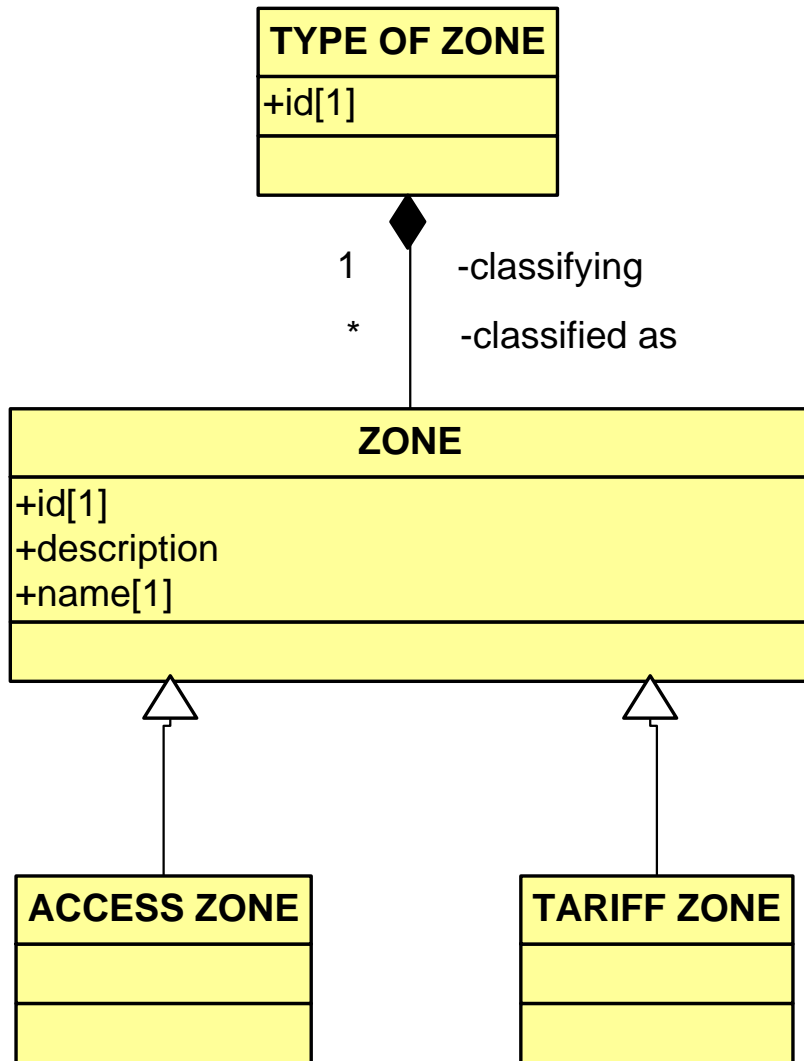 TYPE OF ZONE
+id[1]
1 -classifying
* -classified as
ZONE
+id[1]
+description
+name[1]
ACCESS ZONE
TARIFF ZONE